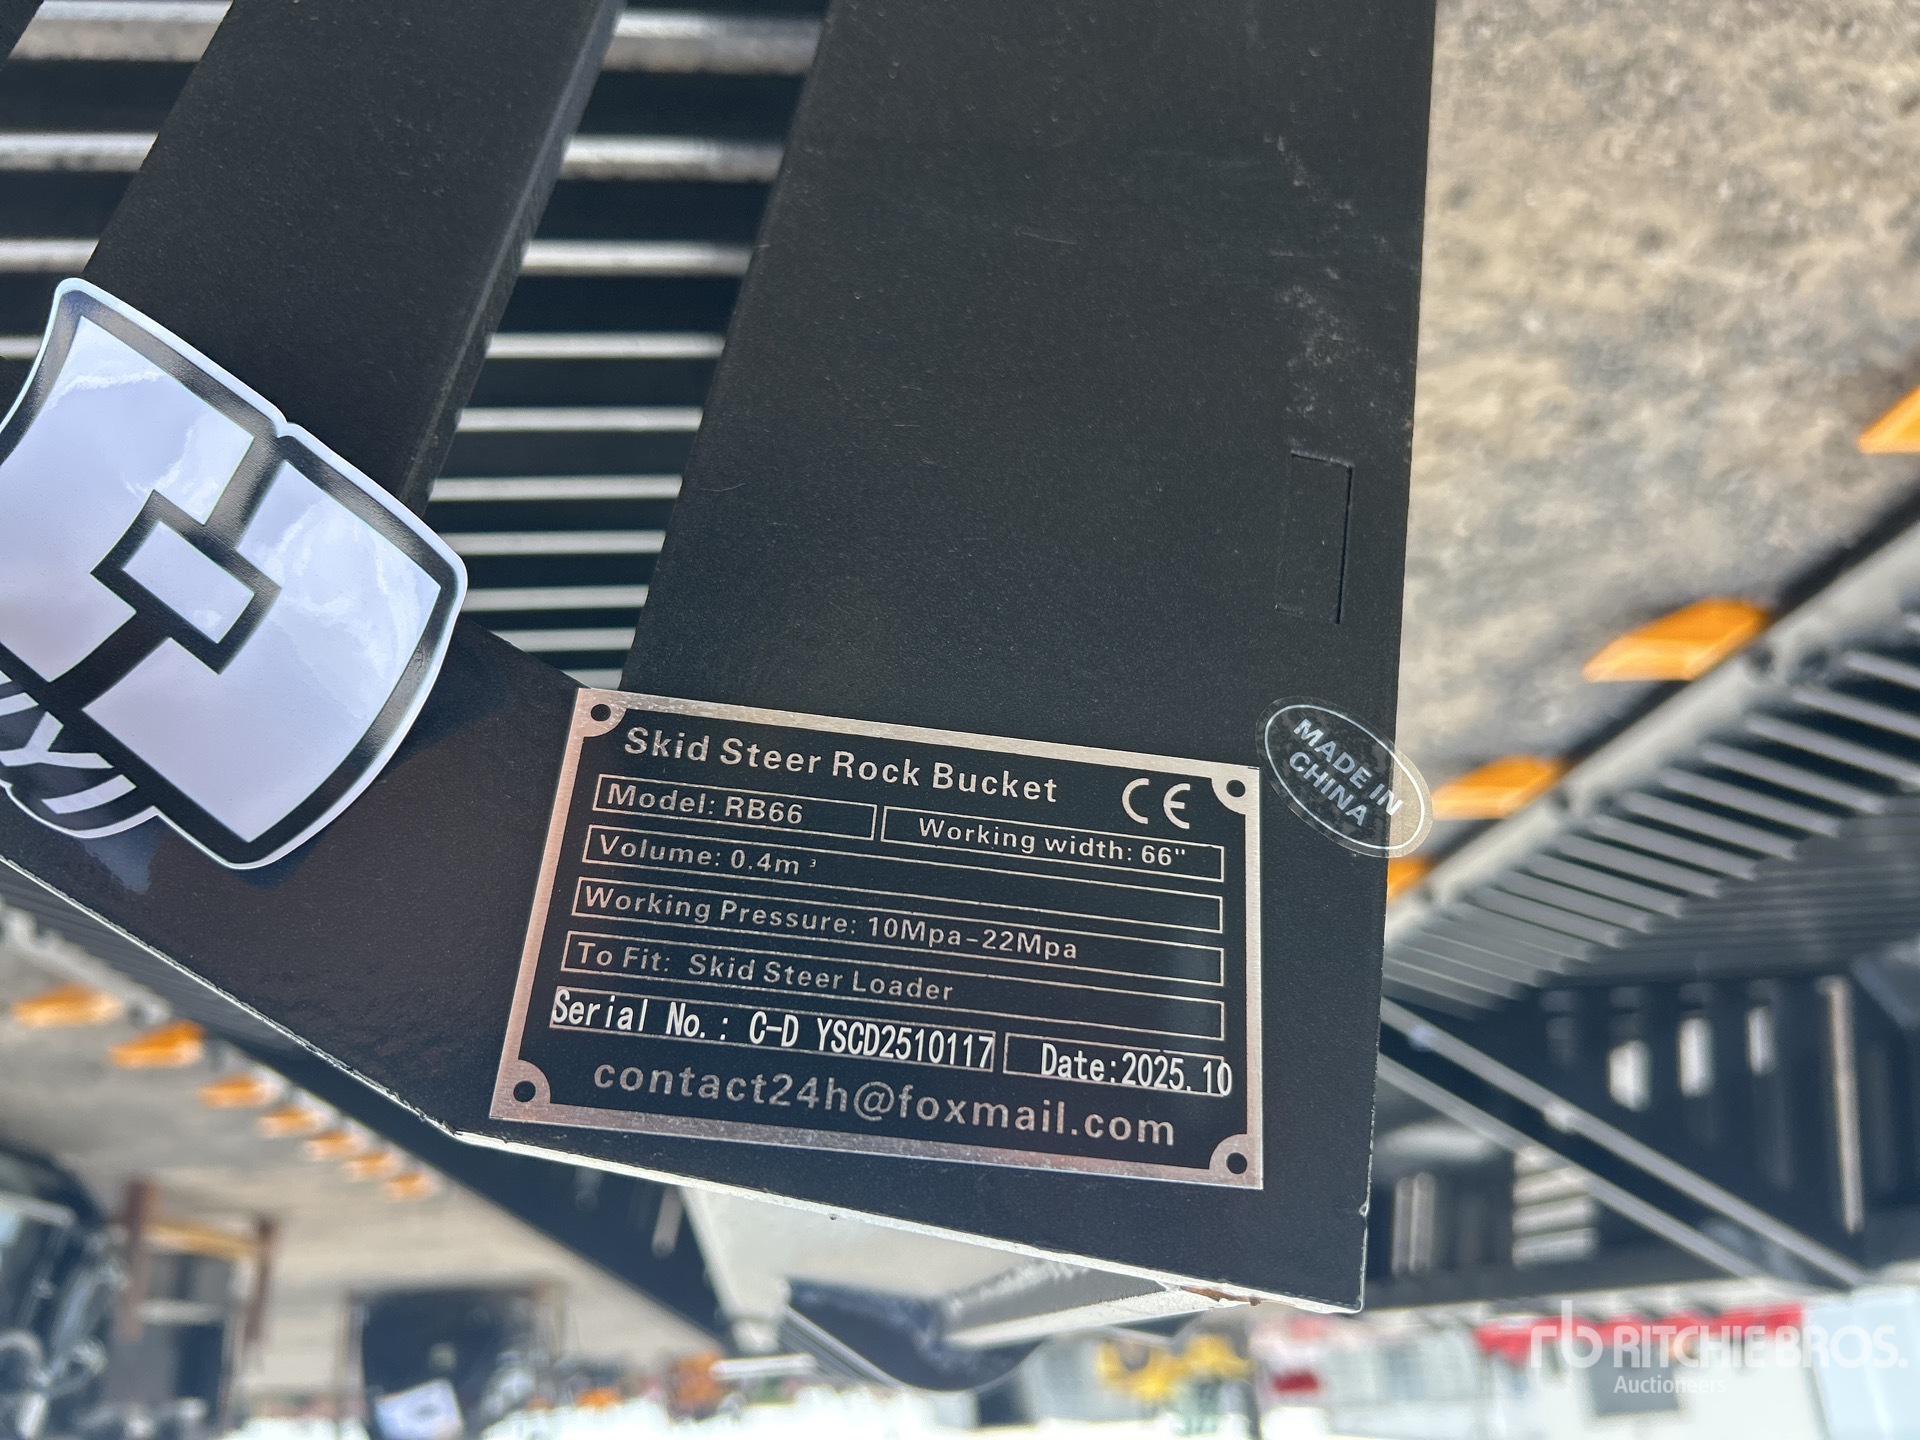 Skid Steer Rock Bucket
CE
Model: RB66
Working width: 66"
Volume: 0.4m³
Working Pressure: 10Mpa-22Mpa
To Fit: Skid Steer Loader
Serial No.: C-D YSCD2510117
Date:2025.10
contact24h@foxmail.com
MADE IN
CHINA
RITCHIE BROS.
Auctioneers